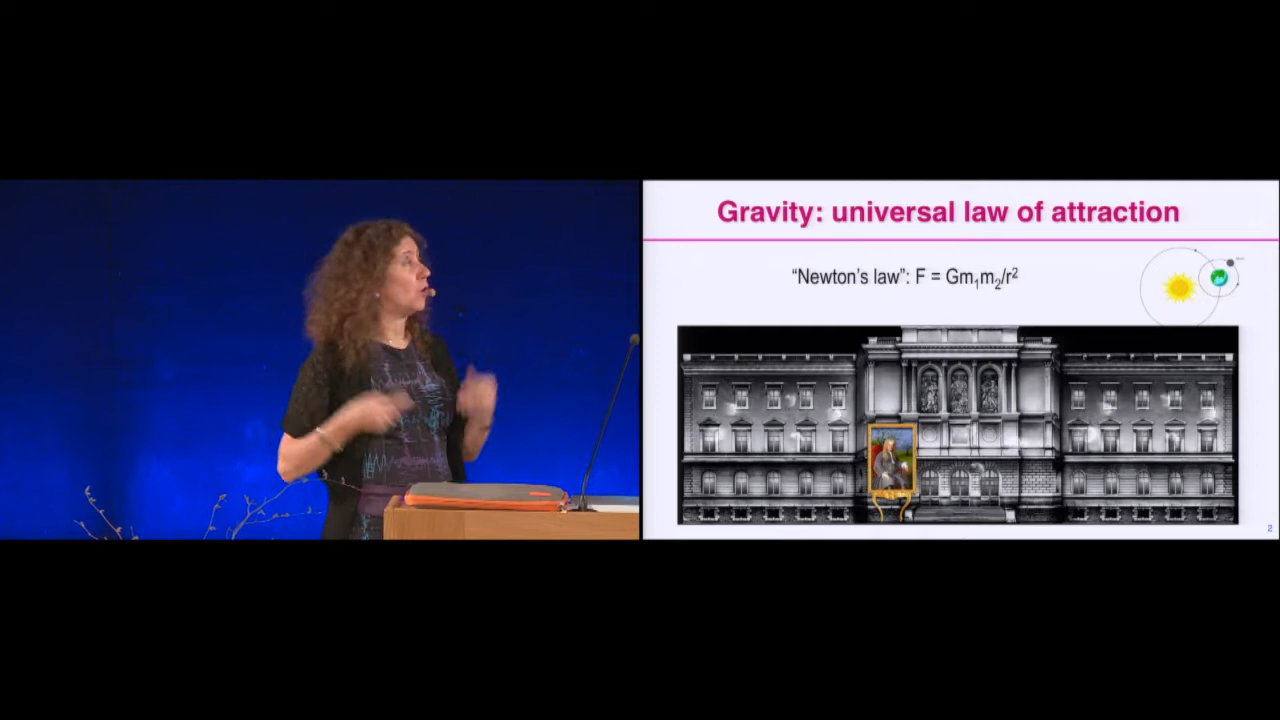 Gravity: universal law of attraction
“Newton’s law”: F = Gm₁m₂/r²
2